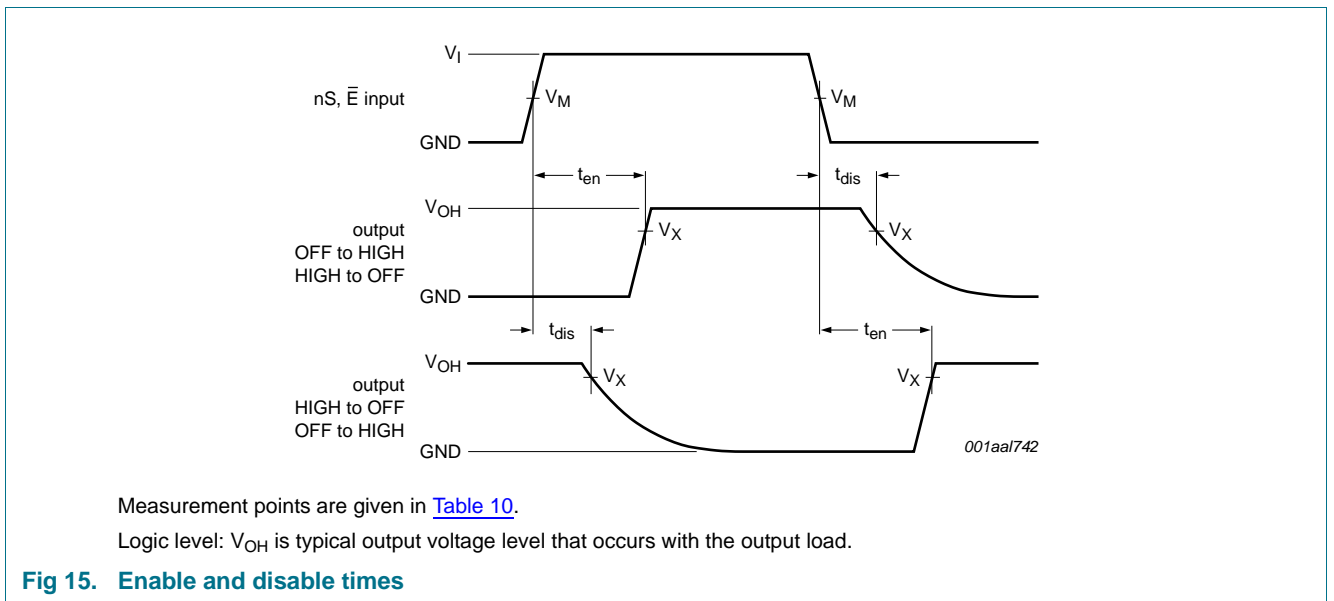 V_I
nS, E̅ input
V_M
V_M
GND
t_en
t_dis
V_OH
output
OFF to HIGH
HIGH to OFF
V_X
V_X
GND
t_dis
t_en
V_OH
output
HIGH to OFF
OFF to HIGH
V_X
V_X
GND
001aal742
Measurement points are given in Table 10.
Logic level: V_OH is typical output voltage level that occurs with the output load.
Fig 15. Enable and disable times